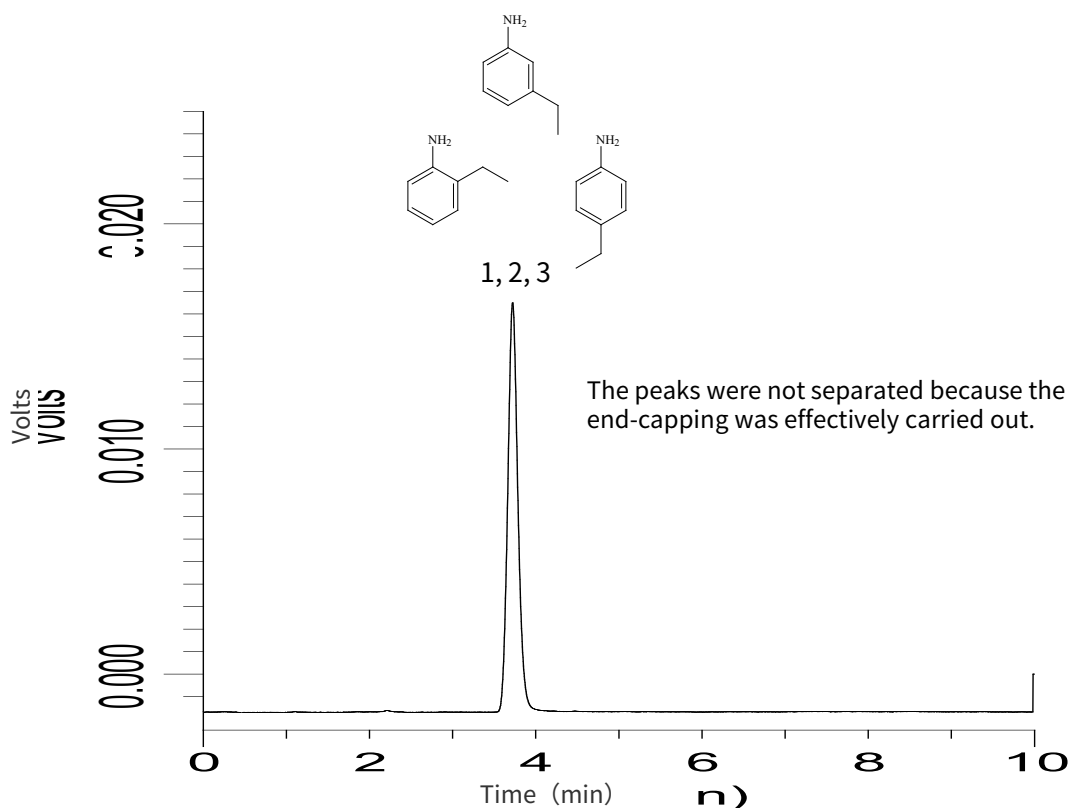 NH2
NH2
NH2
1, 2, 3
The peaks were not separated because the
end-capping was effectively carried out.
0.020
0.010
0.000
Volts
Volts
0
2
4
6
8
10
Time（min）
n)